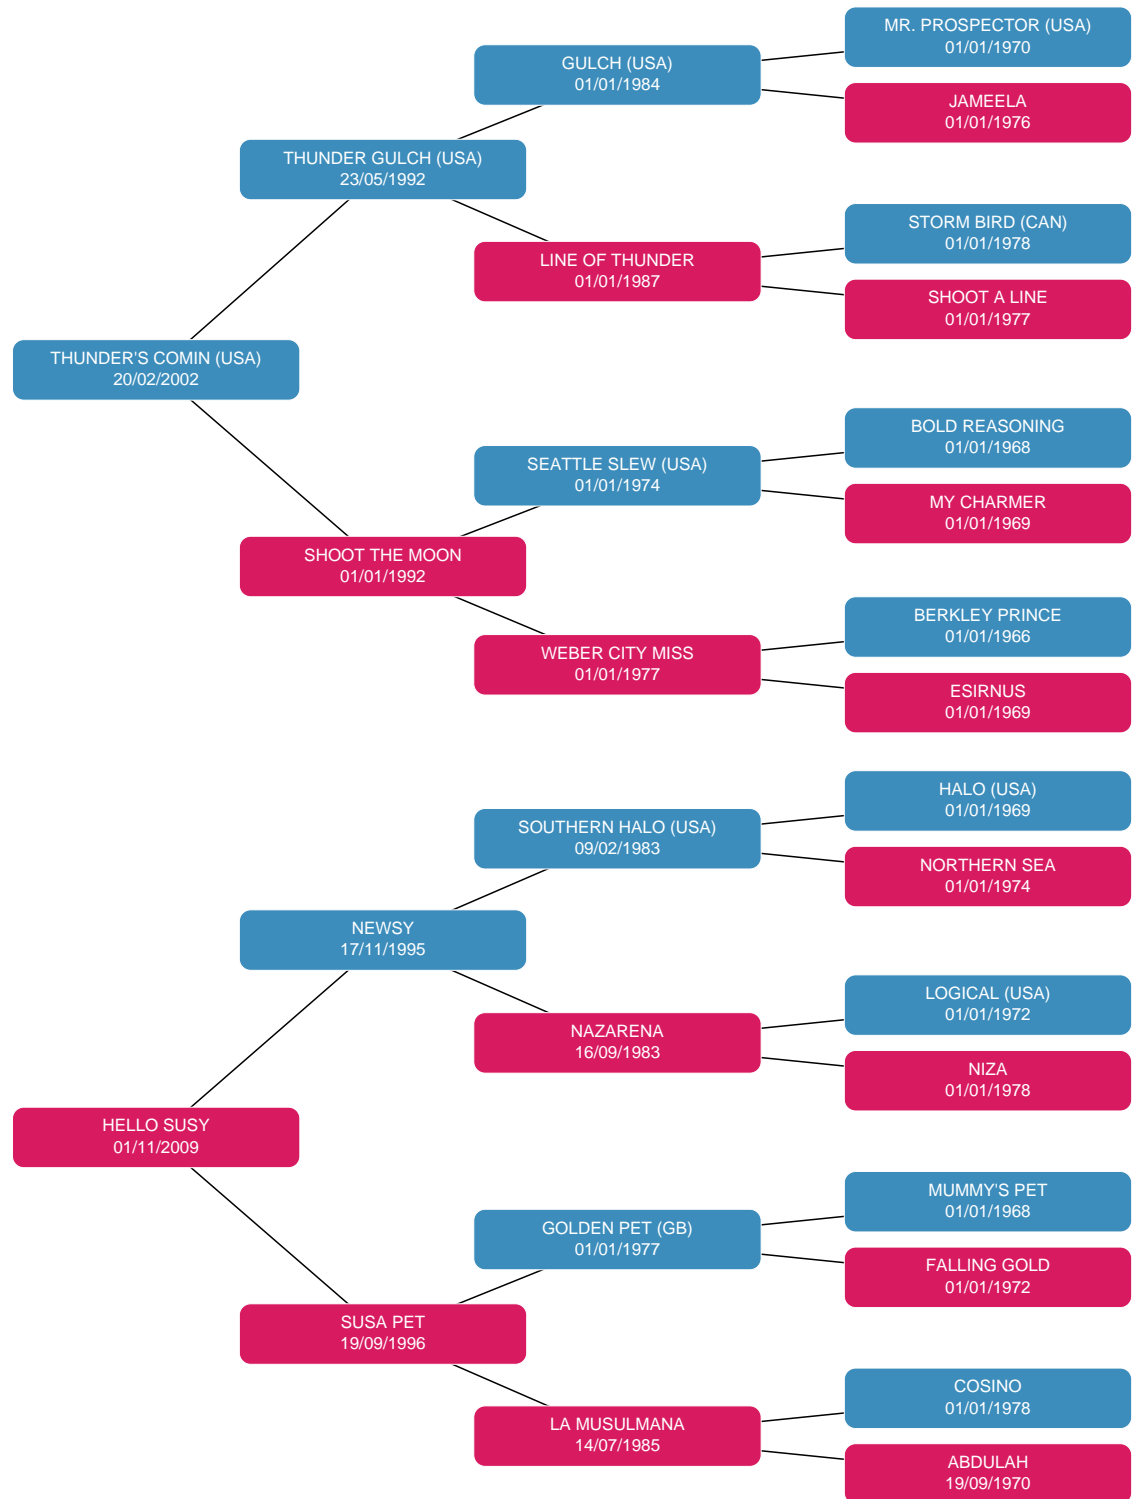 MR. PROSPECTOR (USA)
01/01/1970
GULCH (USA)
01/01/1984
JAMEELA
01/01/1976
THUNDER GULCH (USA)
23/05/1992
STORM BIRD (CAN)
01/01/1978
LINE OF THUNDER
01/01/1987
SHOOT A LINE
01/01/1977
THUNDER'S COMIN (USA)
20/02/2002
BOLD REASONING
01/01/1968
SEATTLE SLEW (USA)
01/01/1974
MY CHARMER
01/01/1969
SHOOT THE MOON
01/01/1992
BERKLEY PRINCE
01/01/1966
WEBER CITY MISS
01/01/1977
ESIRNUS
01/01/1969
HALO (USA)
01/01/1969
SOUTHERN HALO (USA)
09/02/1983
NORTHERN SEA
01/01/1974
NEWSY
17/11/1995
LOGICAL (USA)
01/01/1972
NAZARENA
16/09/1983
NIZA
01/01/1978
HELLO SUSY
01/11/2009
MUMMY'S PET
01/01/1968
GOLDEN PET (GB)
01/01/1977
FALLING GOLD
01/01/1972
SUSA PET
19/09/1996
COSINO
01/01/1978
LA MUSULMANA
14/07/1985
ABDULAH
19/09/1970